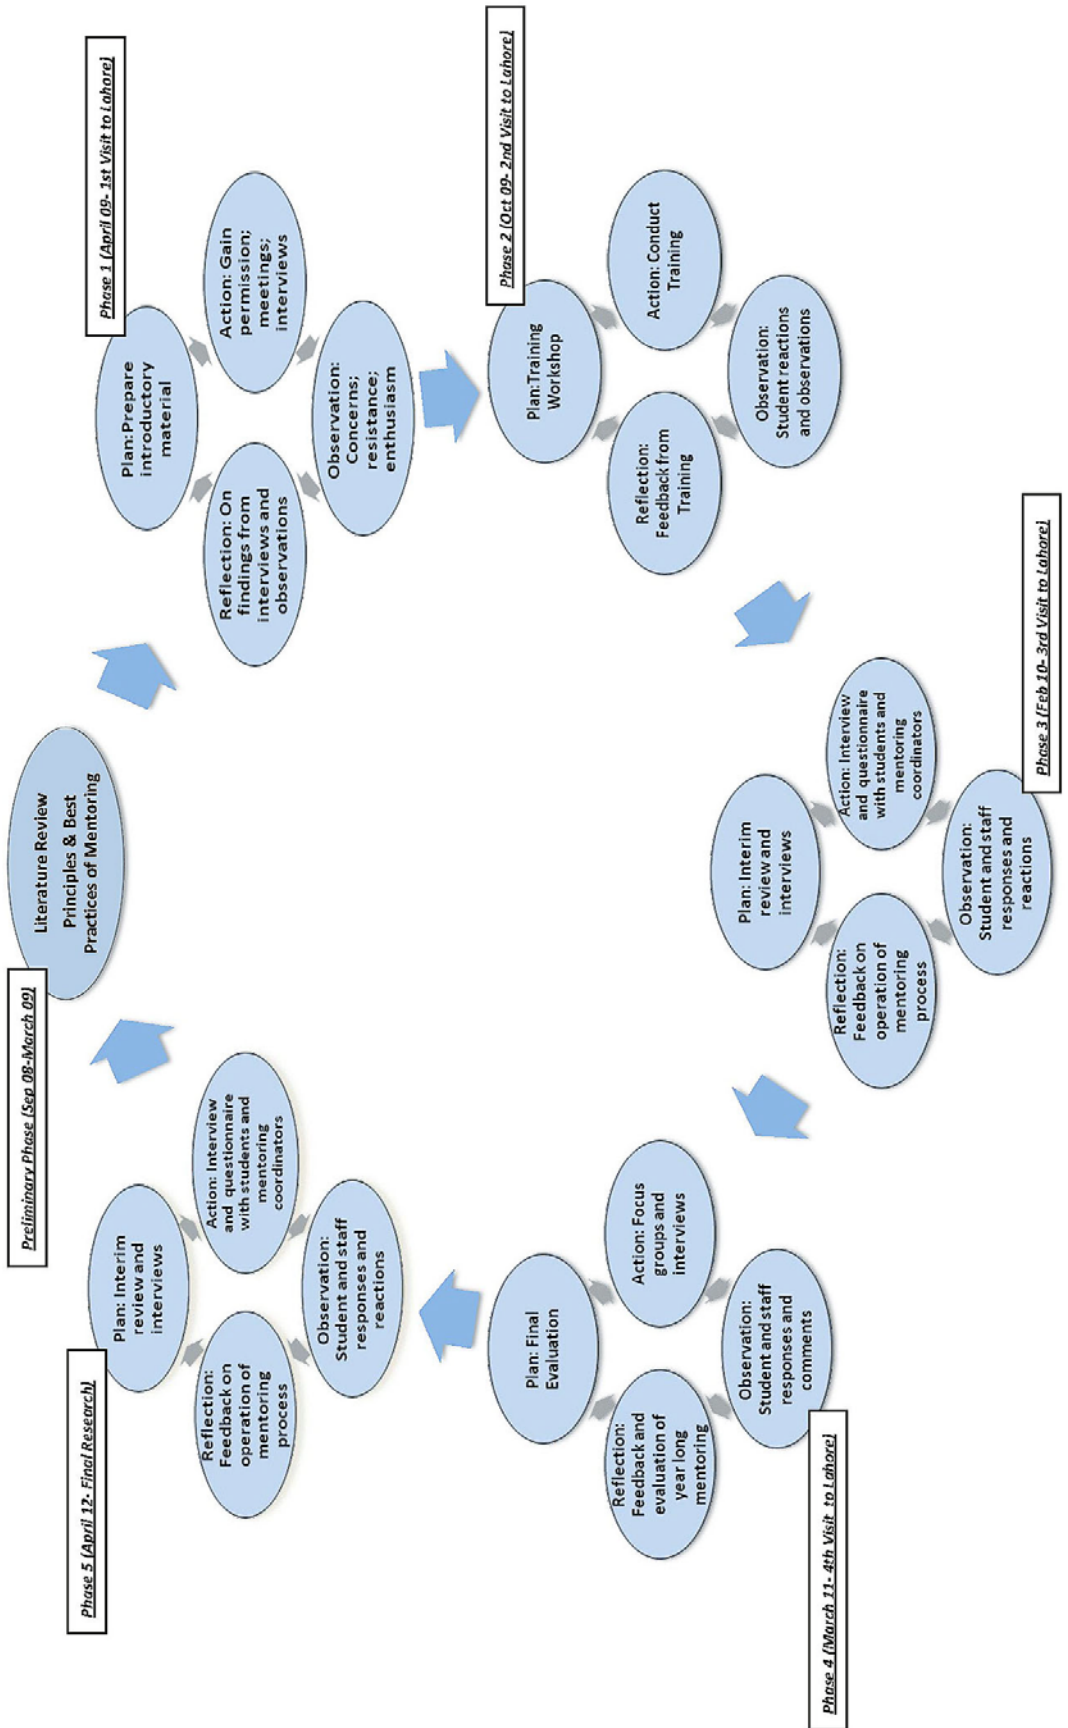 Preliminary Phase (Sep 08-March 09)
Literature Review
Principles & Best
Practices of Mentoring
Phase 1 (April 09- 1st Visit to Lahore)
Plan:Prepare
introductory
material
Action: Gain
permission;
meetings;
interviews
Observation:
Concerns;
resistance;
enthusiasm
Reflection: On
findings from
interviews and
observations
Phase 2 (Oct 09- 2nd Visit to Lahore)
Plan:Training
Workshop
Action: Conduct
Training
Observation:
Student reactions
and observations
Reflection:
Feedback from
Training
Phase 3 (Feb 10- 3rd Visit to Lahore)
Plan: Interim
review and
interviews
Action: Interview
and questionnaire
with students and
mentoring
coordinators
Observation:
Student and staff
responses and
reactions
Reflection:
Feedback on
operation of
mentoring
process
Phase 4 (March 11- 4th Visit to Lahore)
Plan: Final
Evaluation
Action: Focus
groups and
interviews
Observation:
Student and staff
responses and
comments
Reflection:
Feedback and
evaluation of
year long
mentoring
Phase 5 (April 12- Final Research)
Plan: Interim
review and
interviews
Action: Interview
and questionnaire
with students and
mentoring
coordinators
Observation:
Student and staff
responses and
reactions
Reflection:
Feedback on
operation of
mentoring
process